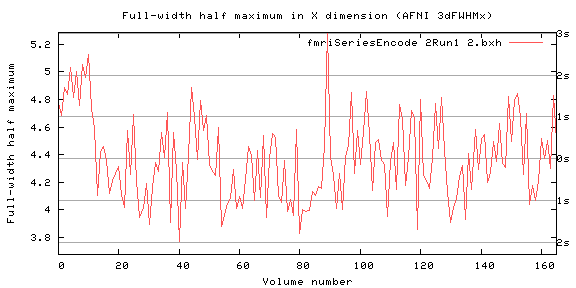 Full-width half maximum in X dimension (AFNI 3dFWHMx)
fmriSeriesEncode 2Run1 2.bxh
Full-width half maximum
5.2
5
4.8
4.6
4.4
4.2
4
3.8
3s
2s
1s
0s
1s
2s
0 20 40 60 80 100 120 140 160
Volume number